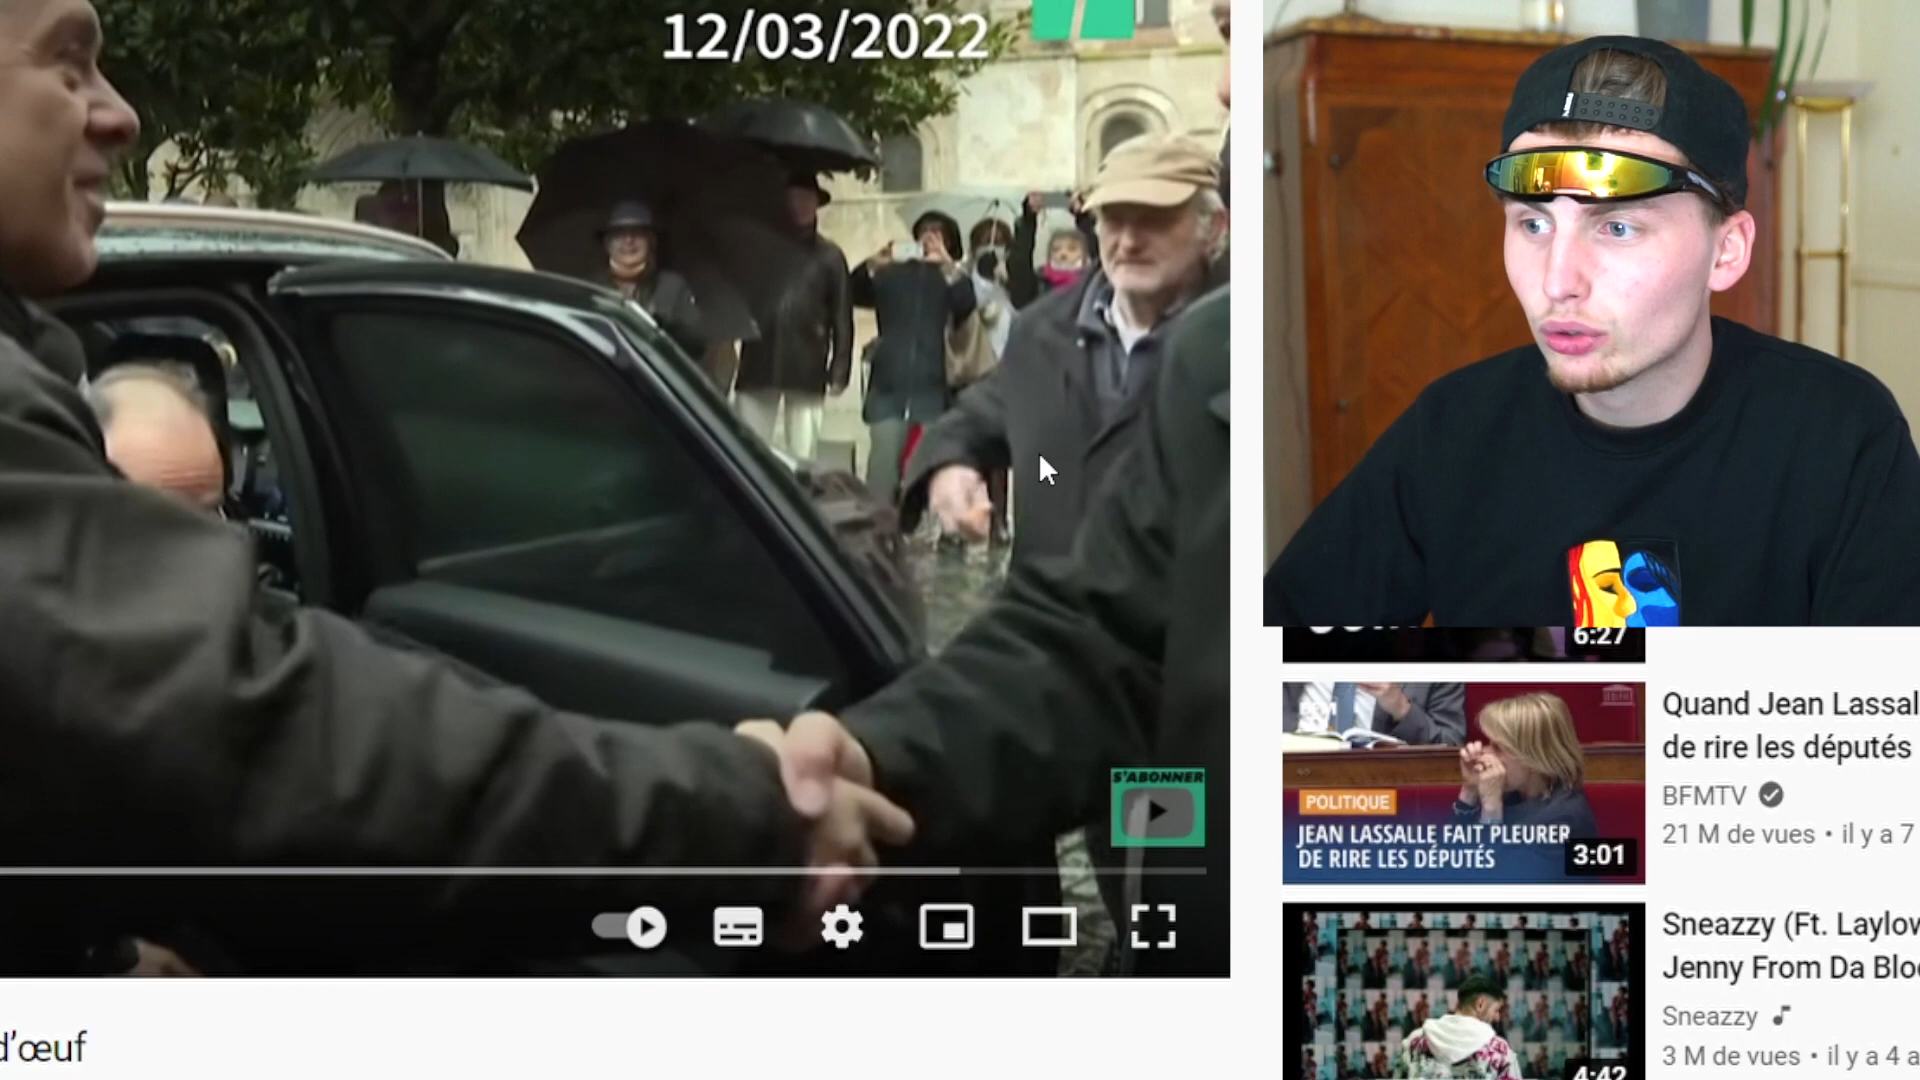 12/03/2022
S'ABONNER
d'œuf
6:27
Quand Jean Lassal
de rire les députés
BFMTV
21 M de vues • il y a 7
POLITIQUE
JEAN LASSALLE FAIT PLEURER
DE RIRE LES DÉPUTÉS
3:01
Sneazzy (Ft. Laylow
Jenny From Da Bloc
Sneazzy
3 M de vues • il y a 4 a
4:42